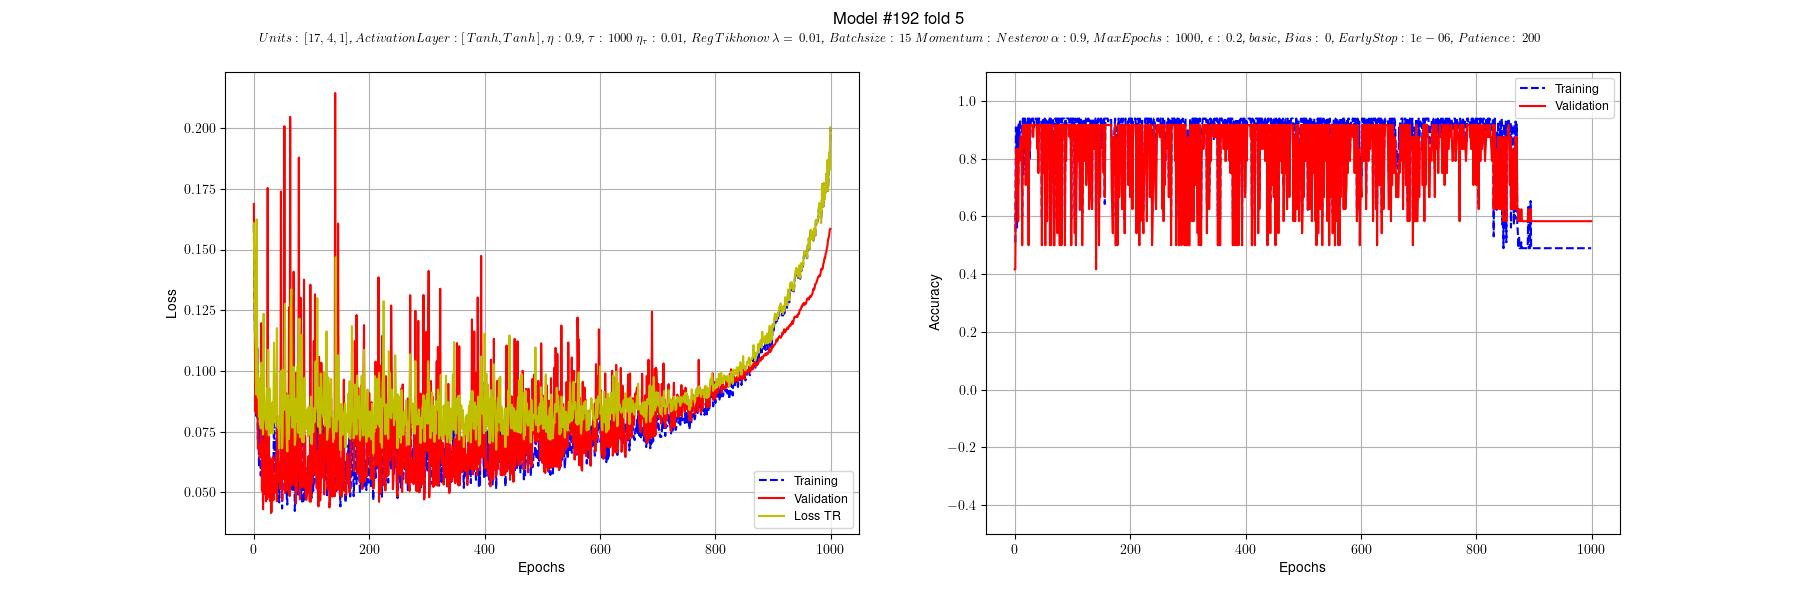 Model #192 fold 5
Units : [17, 4, 1], ActivationLayer : [Tanh, Tanh], η : 0.9, τ : 1000 η_τ : 0.01, RegTikhonov λ = 0.01, Batchsize : 15 Momentum : Nesterov α : 0.9, MaxEpochs : 1000, ϵ : 0.2, basic, Bias : 0, EarlyStop : 1e − 06, Patience : 200
Loss
0.200
0.175
0.150
0.125
0.100
0.075
0.050
0 200 400 600 800 1000
Epochs
Training
Validation
Loss TR
Accuracy
1.0
0.8
0.6
0.4
0.2
0.0
−0.2
−0.4
0 200 400 600 800 1000
Epochs
Training
Validation